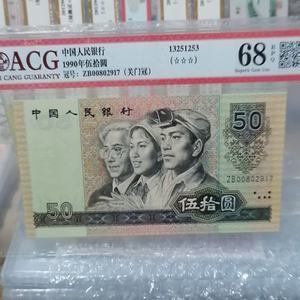 ACG
CANG GUARANTY
中国人民银行
1990年伍拾圆
冠号: ZB00802917 (关门冠)
13251253
(☆☆☆)
68 EPQ
Superb Gem Unc
中国人民银行
50
ZB00802917
50
伍拾圆